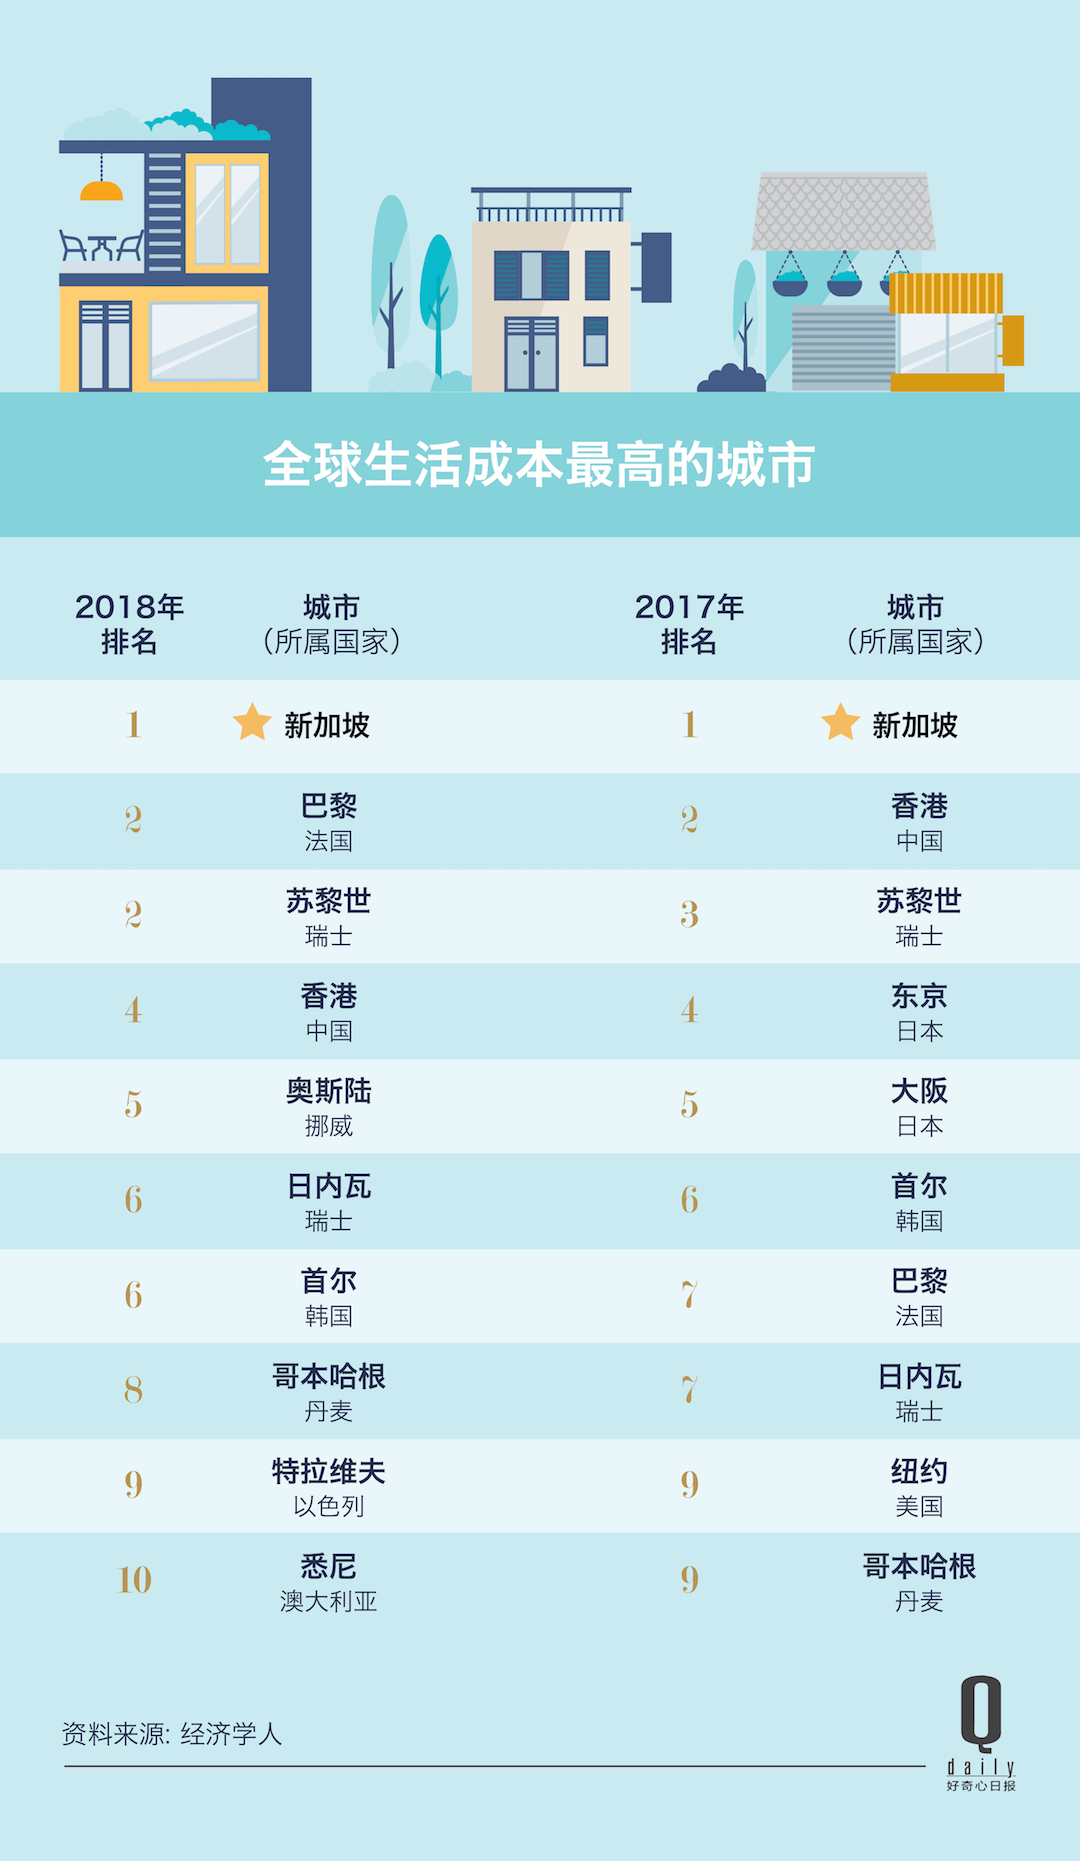 全球生活成本最高的城市
2018年 城市 2017年 城市
排名 （所属国家） 排名 （所属国家）
1 新加坡 1 新加坡
2 巴黎 2 香港
法国 中国
2 苏黎世 3 苏黎世
瑞士 瑞士
4 香港 4 东京
中国 日本
5 奥斯陆 5 大阪
挪威 日本
6 日内瓦 6 首尔
瑞士 韩国
6 首尔 7 巴黎
韩国 法国
8 哥本哈根 7 日内瓦
丹麦 瑞士
9 特拉维夫 9 纽约
以色列 美国
10 悉尼 9 哥本哈根
澳大利亚 丹麦
资料来源: 经济学人
Q
daily
好奇心日报